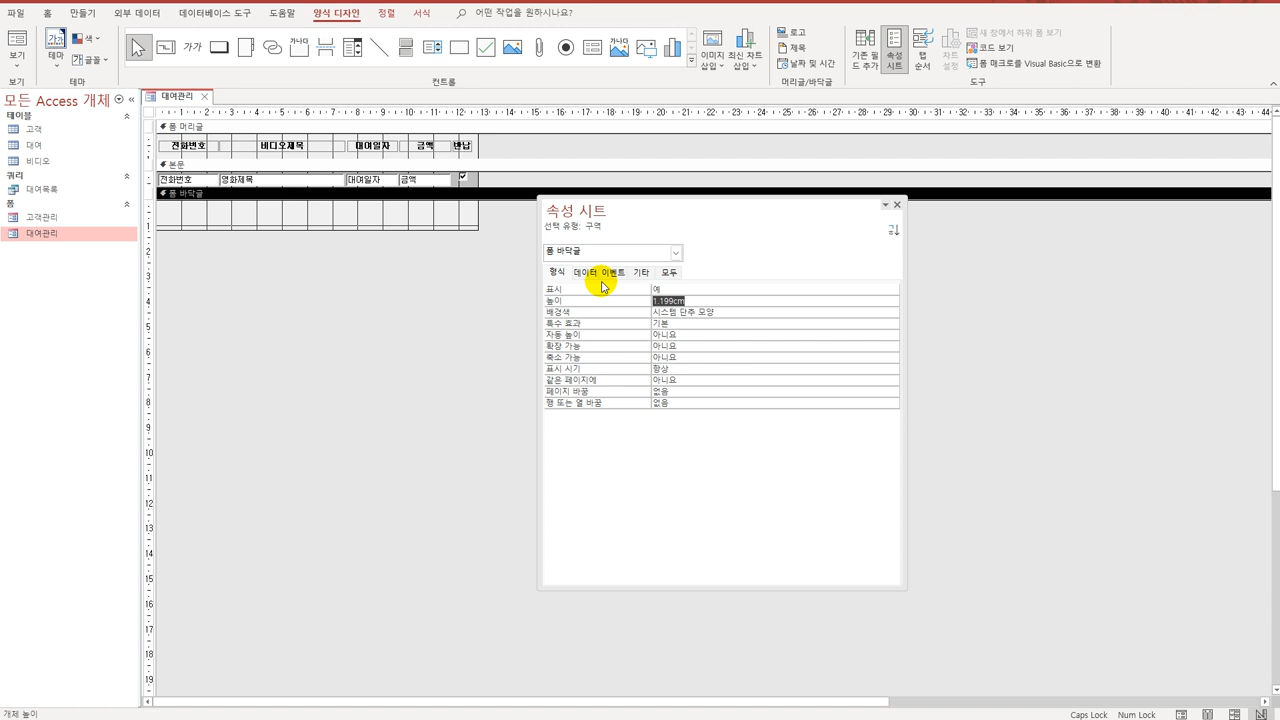 파일 홈 만들기 외부 데이터 데이터베이스 도구 도움말 양식 디자인 정렬 서식 어떤 작업을 원하시나요?
보기 테마 색 글꼴 가나다 이미지 삽입 최신 차트 삽입 로고 제목 날짜 및 시간 기존 필드 추가 속성 시트 탭 순서 차트 설정 새 창에서 하위 폼 보기 코드 보기 폼 매크로를 Visual Basic으로 변환
보기 테마 컨트롤 머리글/바닥글 도구
모든 Access 개체
테이블
고객
대여
비디오
쿼리
대여목록
폼
고객관리
대여관리
대여관리
폼 머리글
전화번호 비디오제목 대여일자 금액 반납
본문
전화번호 영화제목 대여일자 금액
폼 바닥글
속성 시트
선택 유형: 구역
폼 바닥글
형식 데이터 이벤트 기타 모두
표시 예
높이 1.199cm
배경색 시스템 단추 모양
특수 효과 기본
자동 높이 아니요
확장 가능 아니요
축소 가능 아니요
표시 시기 항상
같은 페이지에 아니요
페이지 바꿈 없음
행 또는 열 바꿈 없음
개체 높이 Caps Lock Num Lock